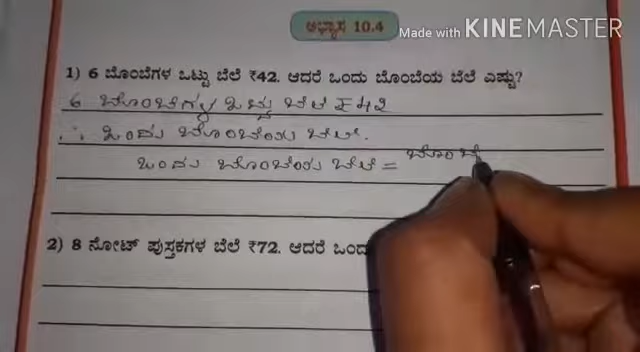 ಅಭ್ಯಾಸ 10.4
Made with KINEMASTER
1) 6 ಬೊಂಬೆಗಳ ಒಟ್ಟು ಬೆಲೆ ₹42. ಆದರೆ ಒಂದು ಬೊಂಬೆಯ ಬೆಲೆ ಎಷ್ಟು?
6 ಬೊಂಬೆಗಳ ಒಟ್ಟು ಬೆಲೆ ₹42
∴ ಒಂದು ಬೊಂಬೆಯ ಬೆಲೆ.
ಒಂದು ಬೊಂಬೆಯ ಬೆಲೆ = ಬೊಂಬೆ
2) 8 ನೋಟ್ ಪುಸ್ತಕಗಳ ಬೆಲೆ ₹72. ಆದರೆ